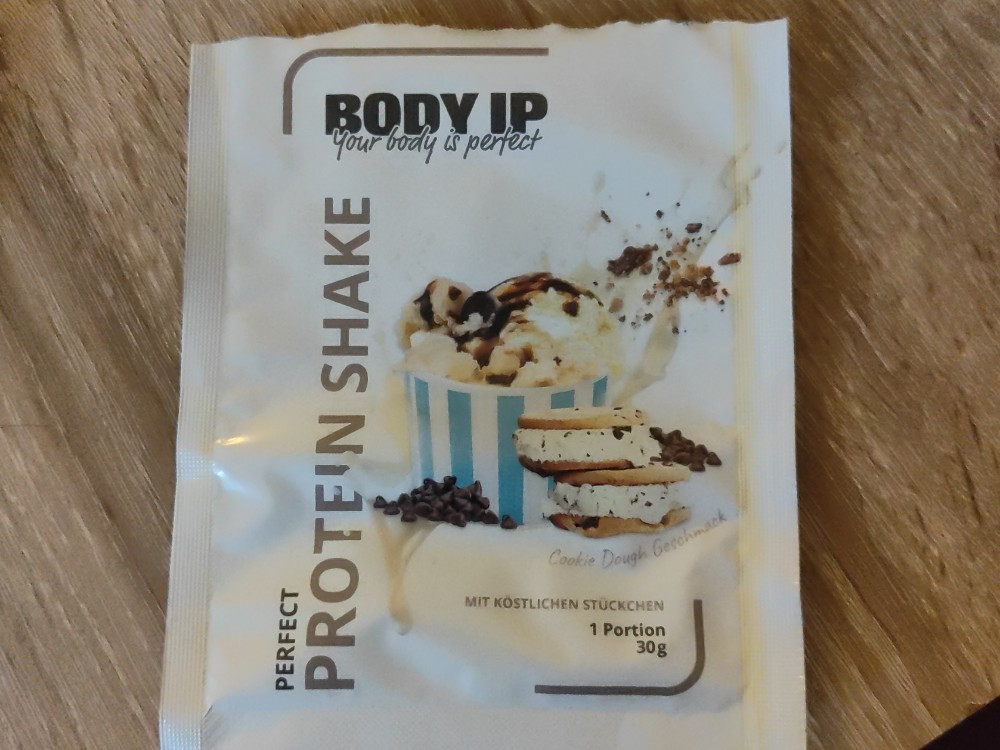 BODY IP
Your body is perfect
PERFECT
PROTEIN SHAKE
Cookie Dough Geschmack
MIT KÖSTLICHEN STÜCKCHEN
1 Portion
30g